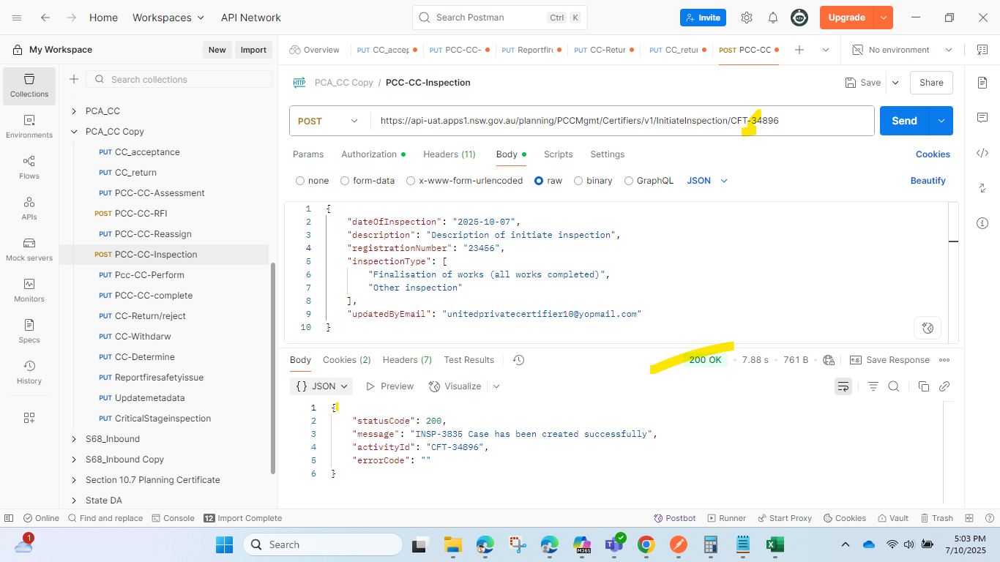 Home Workspaces API Network Search Postman Ctrl K Invite Upgrade
My Workspace New Import Overview PUT CC_accep PUT PCC-CC- PUT Reportfire PUT CC-Retur PUT CC_retur POST PCC-CC No environment
Collections
Environments
Flows
APIs
Mock servers
Monitors
Specs
History
Search collections
PCA_CC
PCA_CC Copy
PUT CC_acceptance
PUT CC_return
PUT PCC-CC-Assessment
POST PCC-CC-RFI
PUT PCC-CC-Reassign
POST PCC-CC-Inspection
PUT Pcc-CC-Perform
PUT PCC-CC-complete
PUT CC-Return/reject
PUT CC-Withdarw
PUT CC-Determine
PUT Reportfiresafetyissue
PUT Updatemetadata
PUT CriticalStageinspection
S68_Inbound
S68_Inbound Copy
Section 10.7 Planning Certificate
State DA
HTTP PCA_CC Copy / PCC-CC-Inspection Save Share
POST https://api-uat.apps1.nsw.gov.au/planning/PCCMgmt/Certifiers/v1/InitiateInspection/CFT-34896 Send
Params Authorization Headers (11) Body Scripts Settings Cookies
none form-data x-www-form-urlencoded raw binary GraphQL JSON Beautify
1 {
2 "dateOfInspection": "2025-10-07",
3 "description": "Description of initiate inspection",
4 "registrationNumber": "23456",
5 "inspectionType": [
6 "Finalisation of works (all works completed)",
7 "Other inspection"
8 ],
9 "updatedByEmail": "unitedprivatecertifier10@yopmail.com"
10 }
Body Cookies (2) Headers (7) Test Results 200 OK 7.88 s 761 B e.g. Save Response
{} JSON Preview Visualize
1 {
2 "statusCode": 200,
3 "message": "INSP-3835 Case has been created successfully",
4 "activityId": "CFT-34896",
5 "errorCode": ""
6 }
Online Find and replace Console 12 Import Complete Postbot Runner Start Proxy Cookies Vault Trash
1 Search M365 5:03 PM
7/10/2025